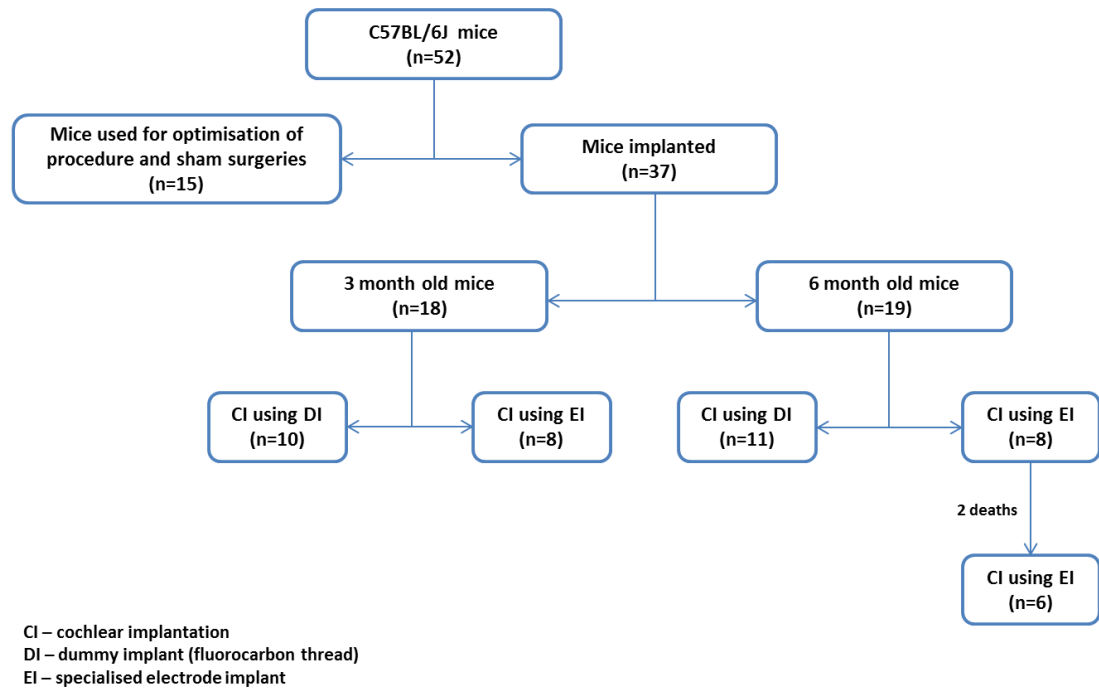 C57BL/6J mice
(n=52)
Mice used for optimisation of
procedure and sham surgeries
(n=15)
Mice implanted
(n=37)
3 month old mice
(n=18)
6 month old mice
(n=19)
CI using DI
(n=10)
CI using EI
(n=8)
CI using DI
(n=11)
CI using EI
(n=8)
2 deaths
CI using EI
(n=6)
CI – cochlear implantation
DI – dummy implant (fluorocarbon thread)
EI – specialised electrode implant